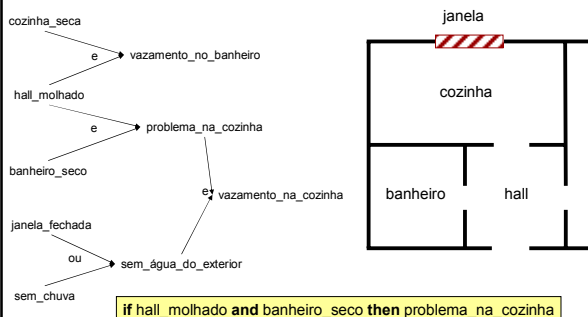 cozinha_seca
e
vazamento_no_banheiro
hall_molhado
e
problema_na_cozinha
banheiro_seco
e
vazamento_na_cozinha
janela_fechada
ou
sem_água_do_exterior
sem_chuva
janela
cozinha
banheiro
hall
if hall_molhado and banheiro_seco then problema_na_cozinha